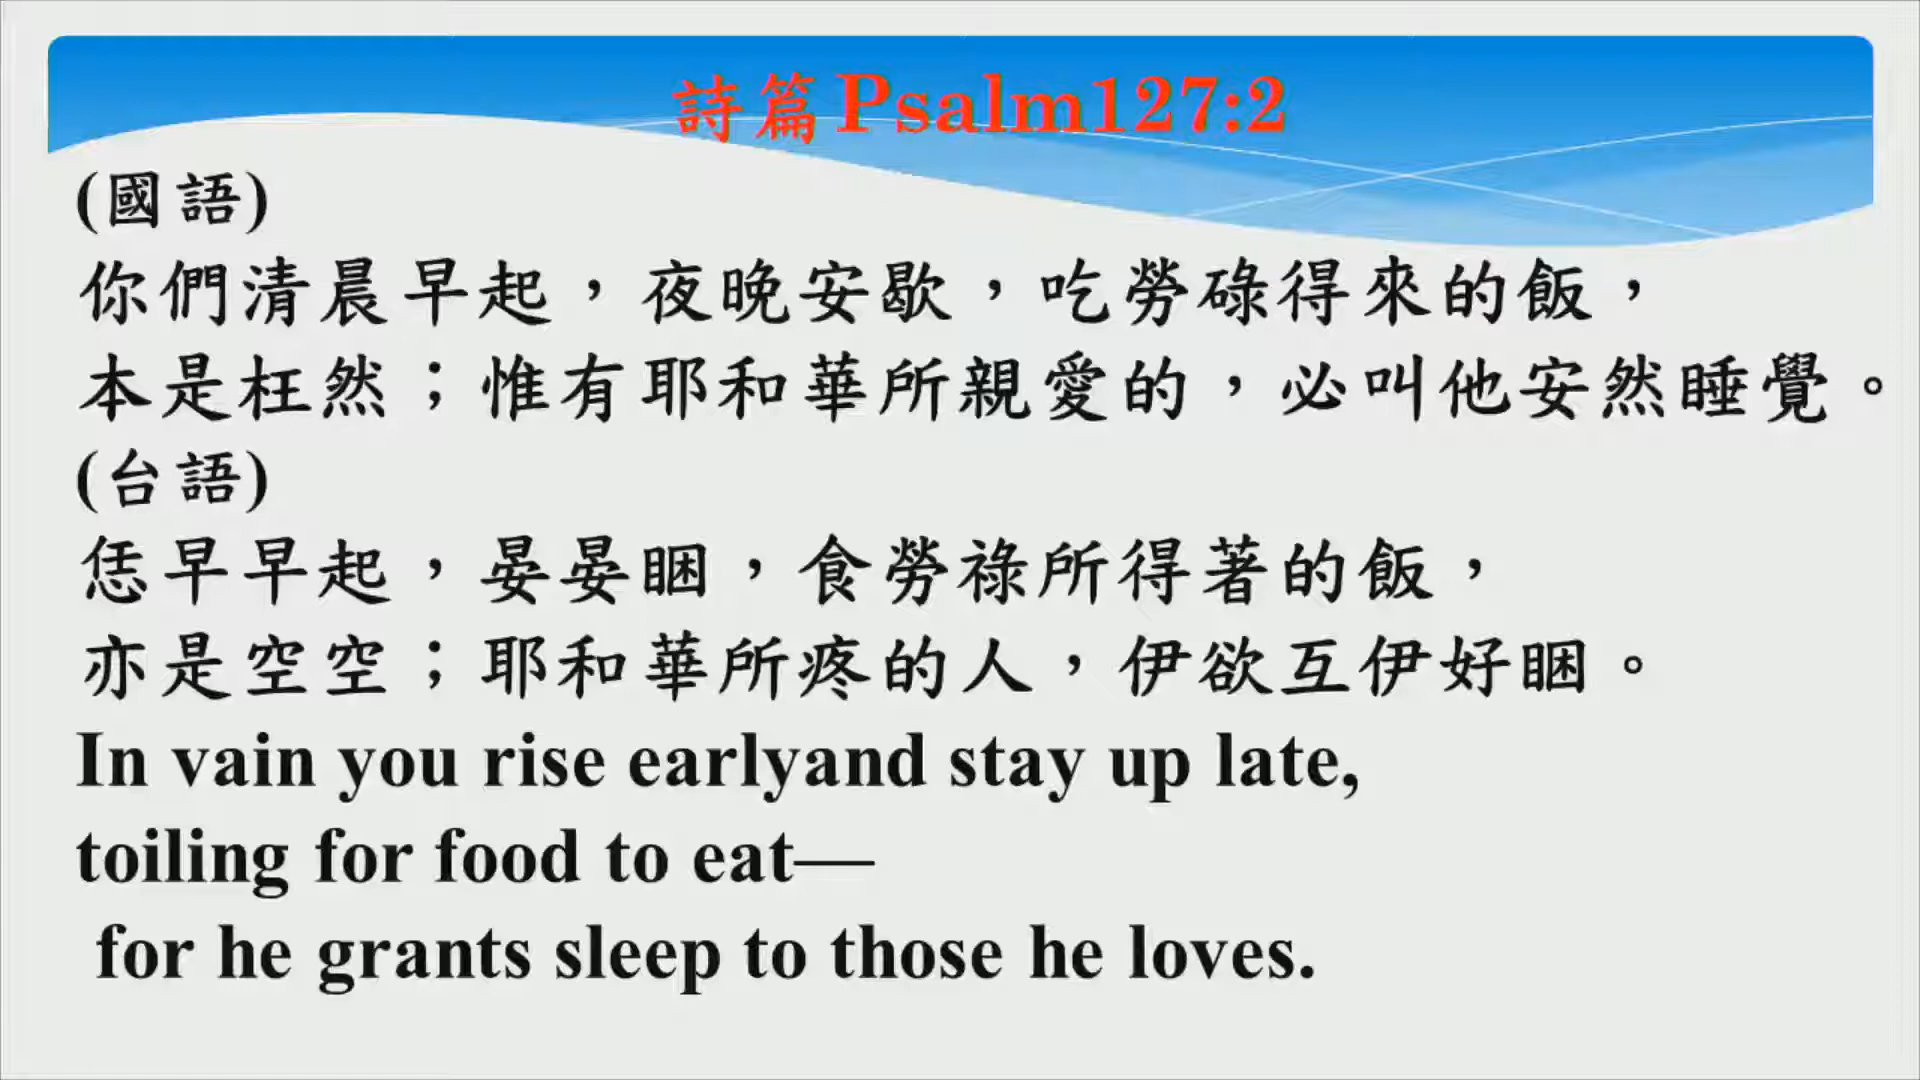 詩篇Psalm127:2
(國語)
你們清晨早起，夜晚安歇，吃勞碌得來的飯，
本是枉然；惟有耶和華所親愛的，必叫他安然睡覺。
(台語)
恁早早起，晏晏睏，食勞祿所得著的飯，
亦是空空；耶和華所疼的人，伊欲互伊好睏。
In vain you rise earlyand stay up late,
toiling for food to eat—
for he grants sleep to those he loves.